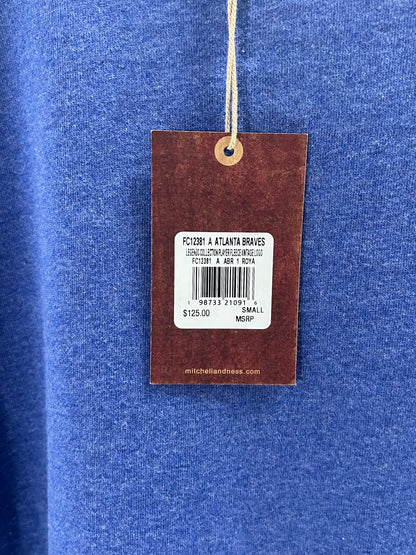 FC12381 A ATLANTA BRAVES
LEGENDS COLLECTION PLAYER FLEECE VINTAGE LOGO
FC12381 A ABR 1 ROYA
1 98733 21091 6
SMALL
$125.00
MSRP
mitchellandness.com